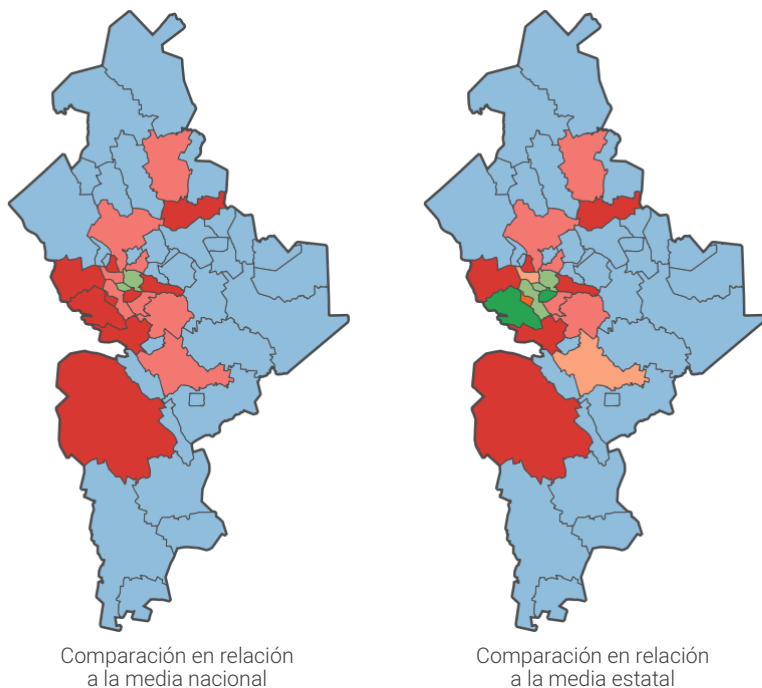 Comparación en relación
a la media nacional
Comparación en relación
a la media estatal